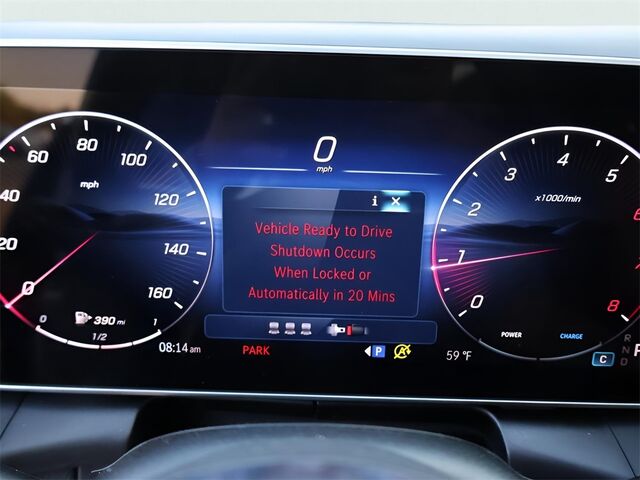 0
mph
60
80
100
40
mph
120
20
140
0
160
i ×
Vehicle Ready to Drive
Shutdown Occurs
When Locked or
Automatically in 20 Mins
4
3
5
x1000/min
2
6
1
7
0
8
POWER
CHARGE
0
390 mi
1
1/2
08:14 am
PARK
P
A
59 °F
C
R
N
D
P